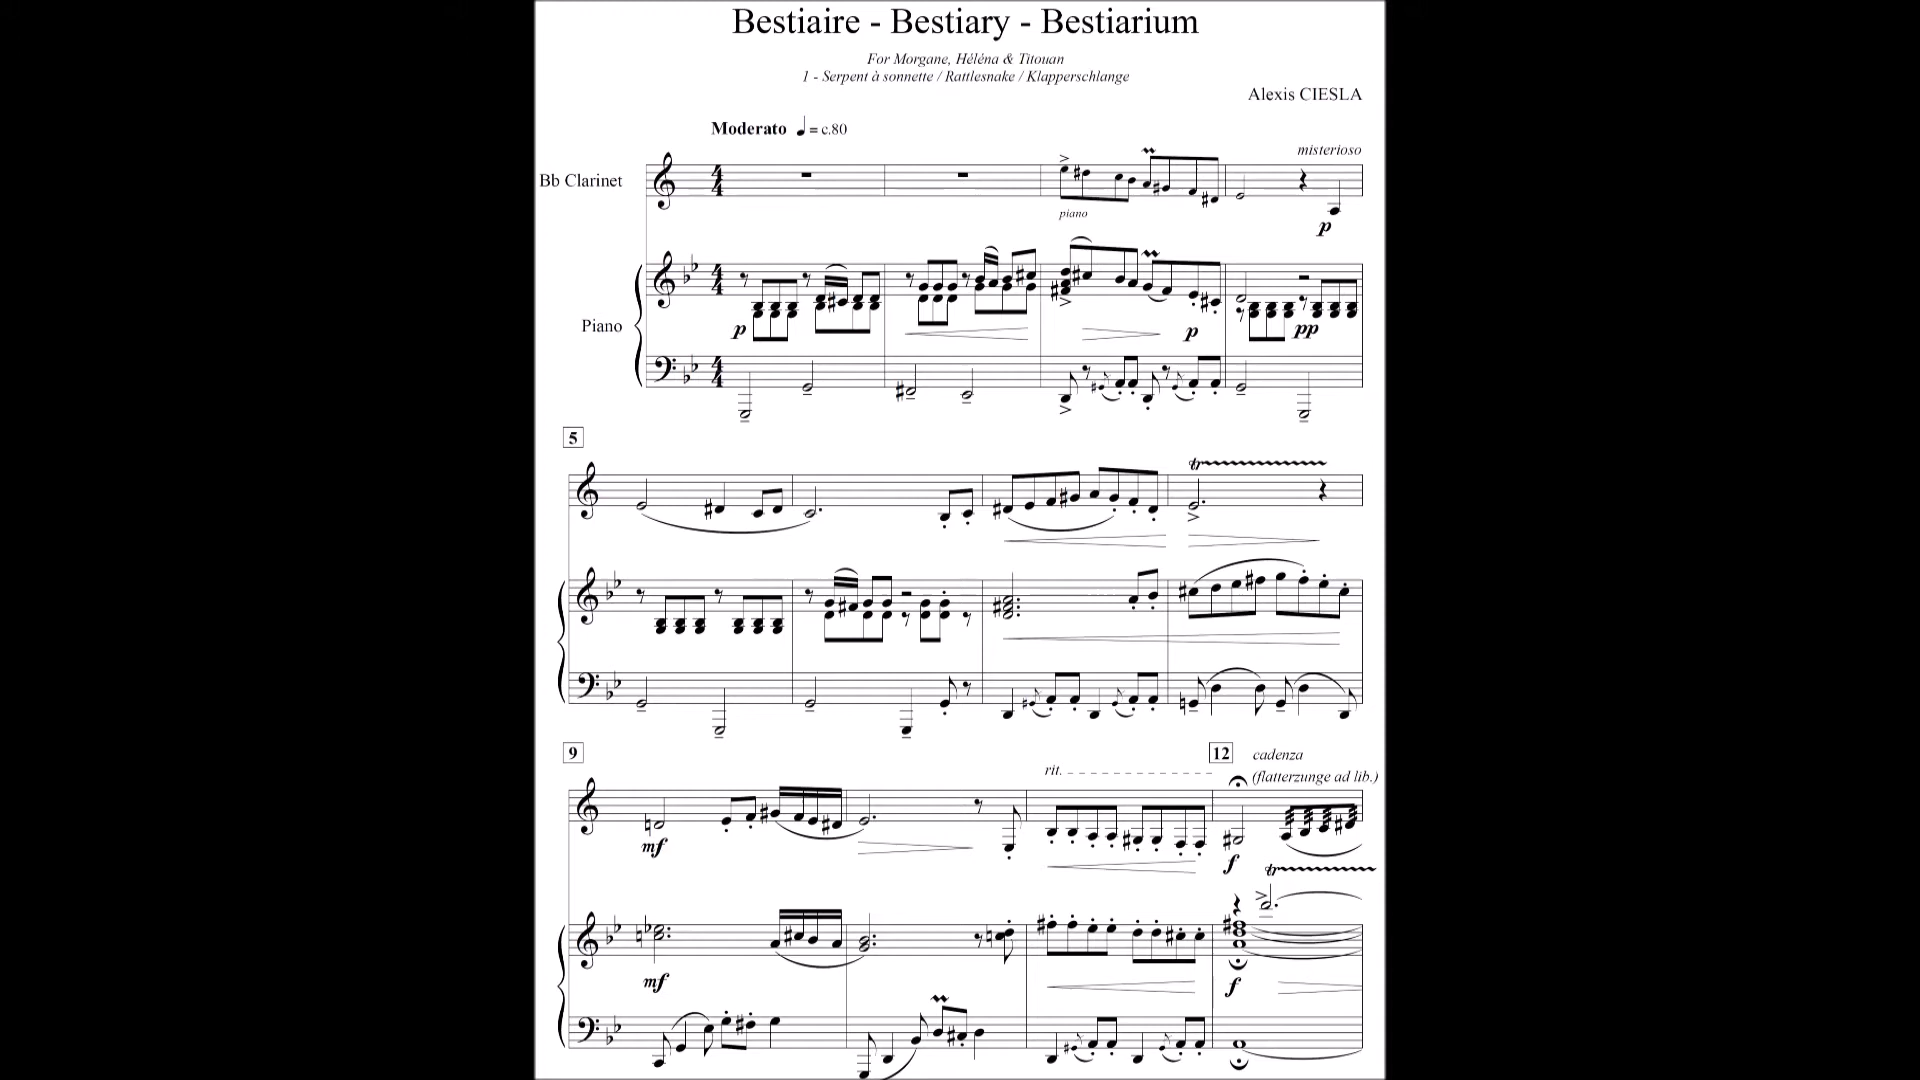 Bestiaire - Bestiary - Bestiarium
For Morgane, Héléna & Titouan
1 - Serpent à sonnette / Rattlesnake / Klapperschlange
Alexis CIESLA
Moderato ♩ = c.80
misterioso
Bb Clarinet
piano
p
Piano
p
p
pp
5
tr
9
12
cadenza
rit.
(flatterzunge ad lib.)
mf
f
tr
mf
f